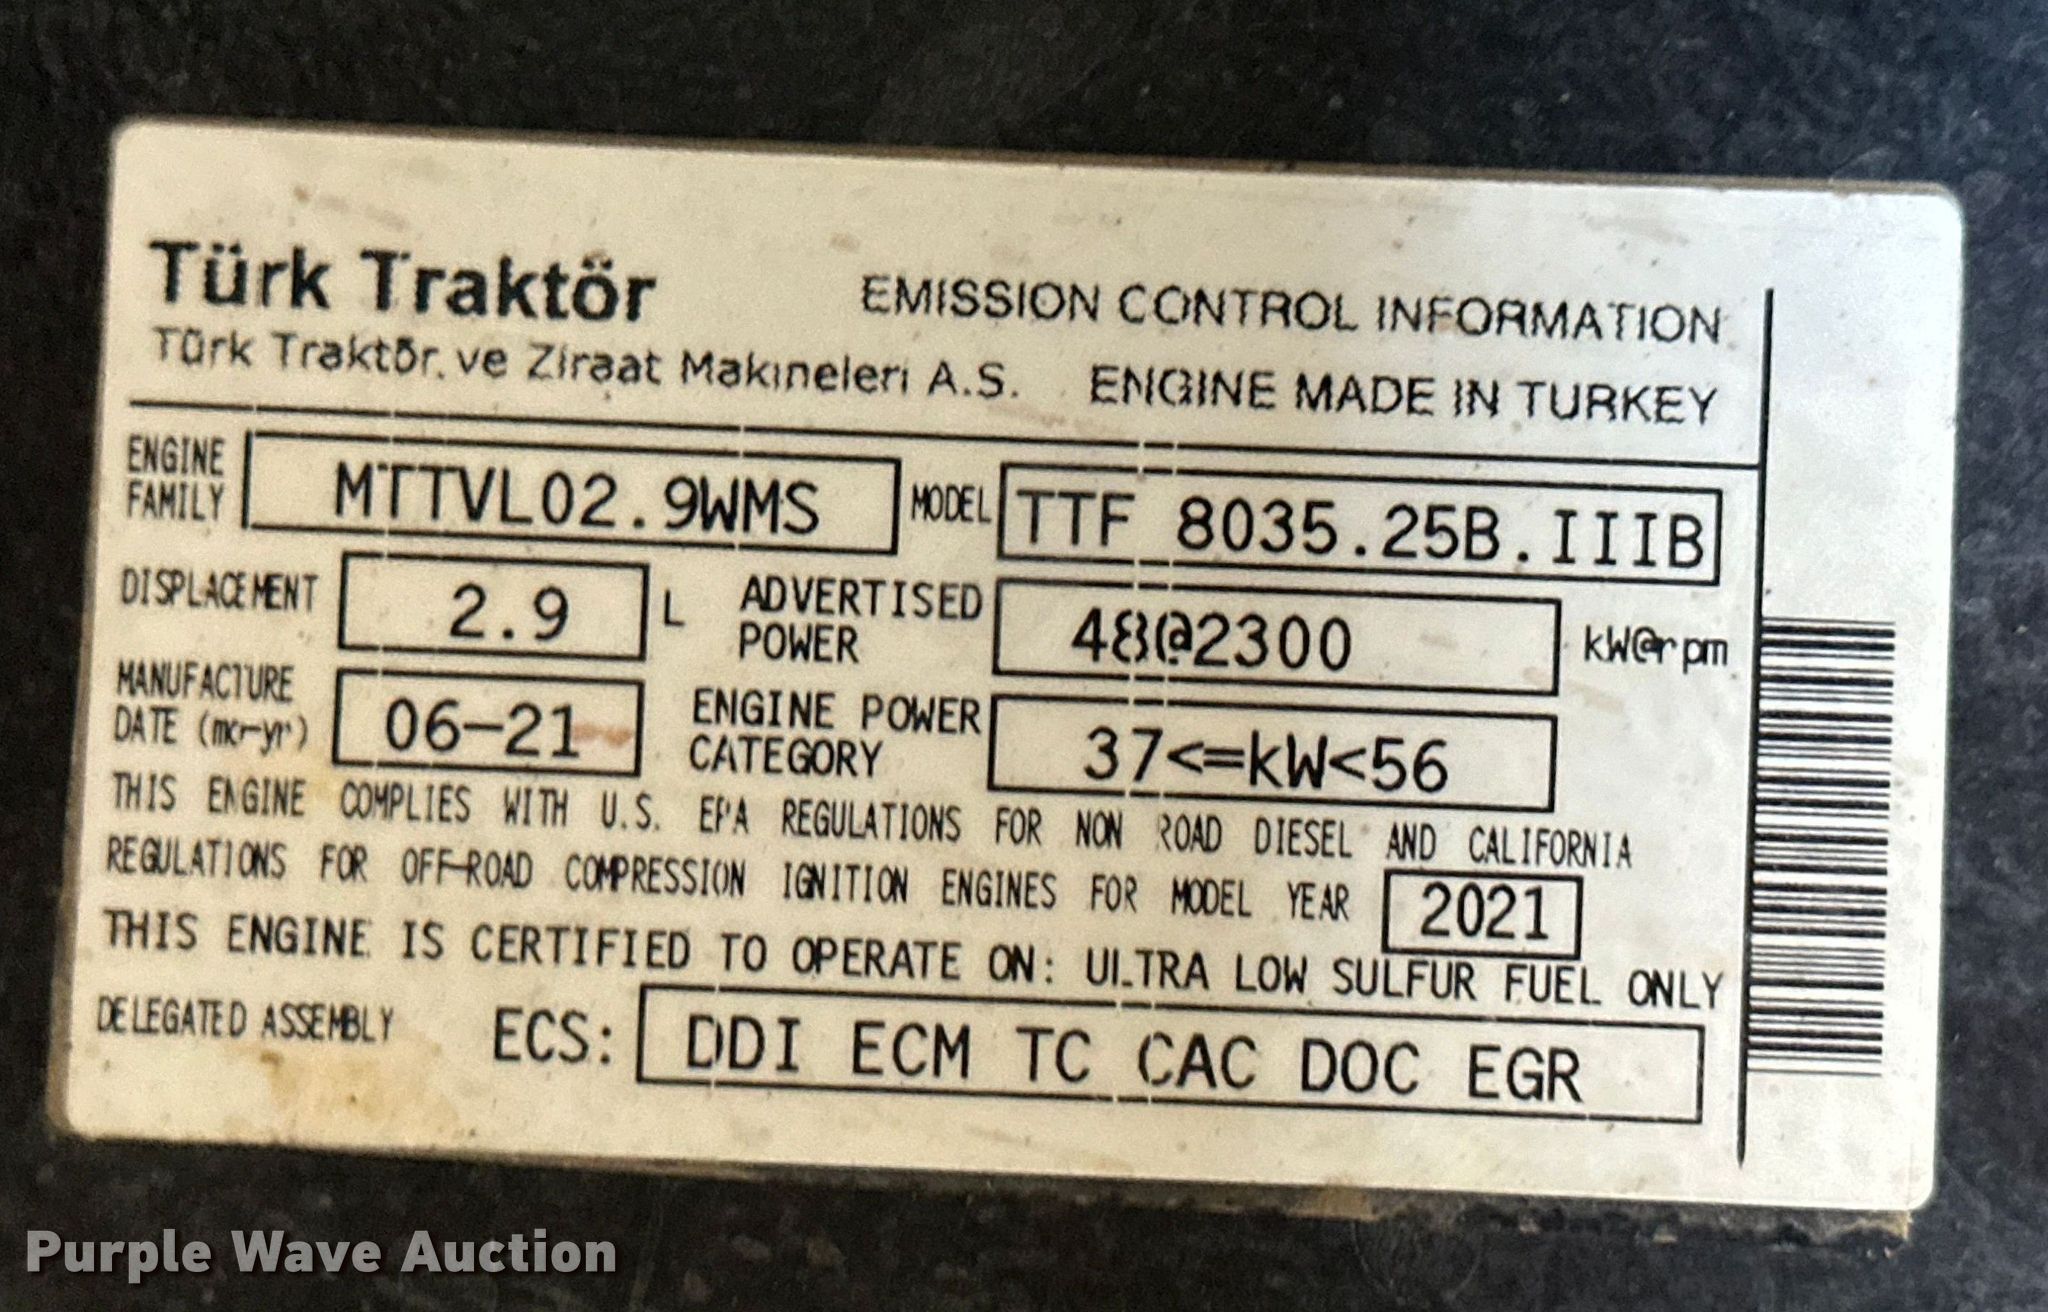 Türk Traktör
EMISSION CONTROL INFORMATION
Türk Traktör ve Ziraat Makineleri A.S.
ENGINE MADE IN TURKEY
ENGINE FAMILY MTTVL02.9WMS MODEL TTF 8035.25B.IIIB
DISPLACEMENT 2.9 L ADVERTISED POWER 48@2300 kW@rpm
MANUFACTURE DATE (mo-yr) 06-21 ENGINE POWER CATEGORY 37<=kW<56
THIS ENGINE COMPLIES WITH U.S. EPA REGULATIONS FOR NON ROAD DIESEL AND CALIFORNIA
REGULATIONS FOR OFF-ROAD COMPRESSION IGNITION ENGINES FOR MODEL YEAR 2021
THIS ENGINE IS CERTIFIED TO OPERATE ON: ULTRA LOW SULFUR FUEL ONLY
DELEGATED ASSEMBLY ECS: DDI ECM TC CAC DOC EGR
Purple Wave Auction